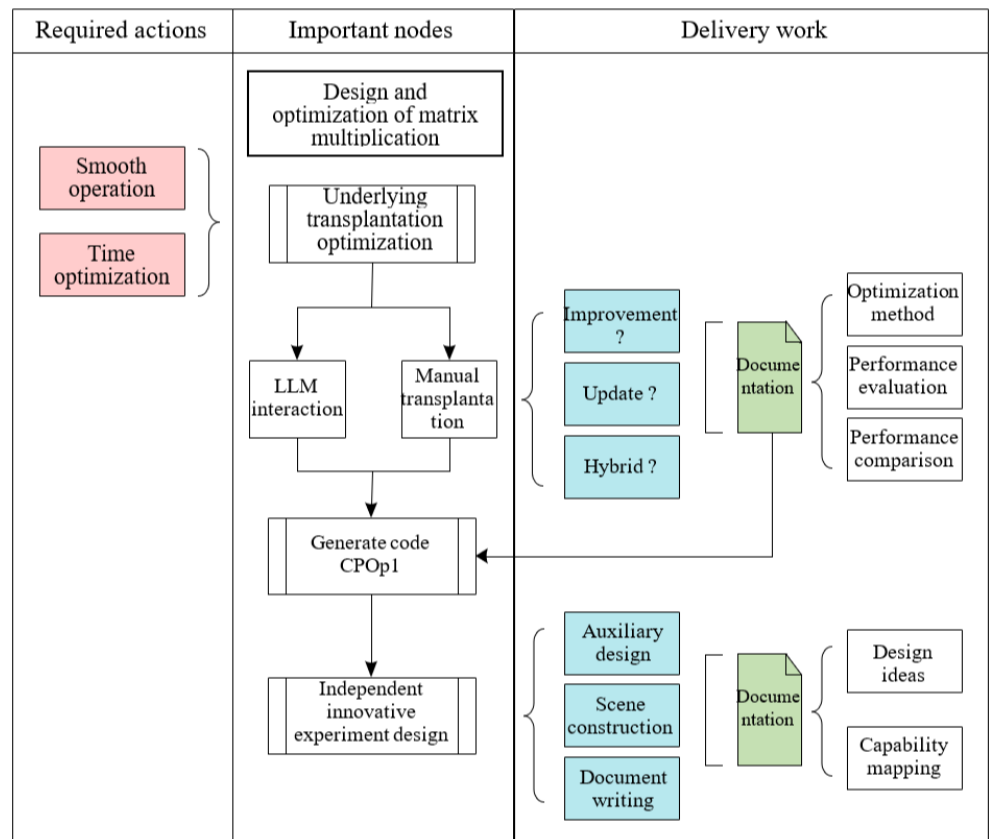 Required actions
Important nodes
Delivery work
Design and
optimization of matrix
multiplication
Smooth
operation
Time
optimization
Underlying
transplantation
optimization
LLM
interaction
Manual
transplanta
tion
Improvement
?
Update ?
Hybrid ?
Docume
ntation
Optimization
method
Performance
evaluation
Performance
comparison
Generate code
CPOp1
Independent
innovative
experiment design
Auxiliary
design
Scene
construction
Document
writing
Docume
ntation
Design
ideas
Capability
mapping